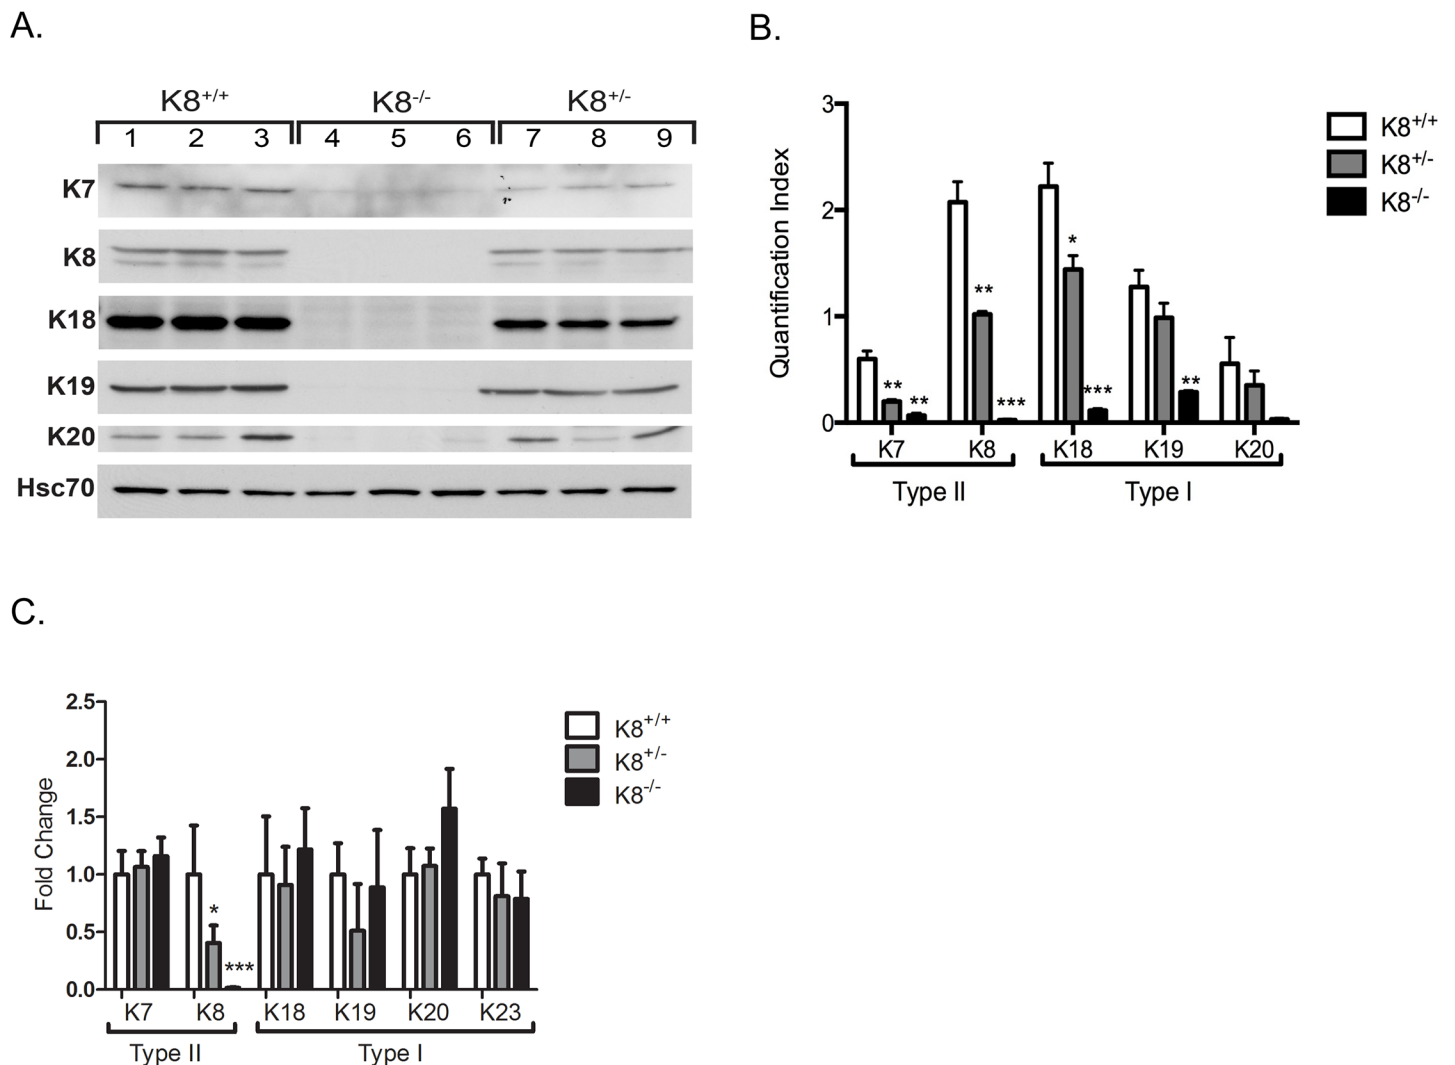 A.
K8+/+ K8-/- K8+/-
1 2 3 4 5 6 7 8 9
K7
K8
K18
K19
K20
Hsc70
B.
Quantification Index
3
2
1
0
* ** *** ** ** *** **
K7 K8 K18 K19 K20
Type II Type I
K8+/+
K8+/-
K8-/-
C.
Fold Change
2.5
2.0
1.5
1.0
0.5
0.0
* ***
K7 K8 K18 K19 K20 K23
Type II Type I
K8+/+
K8+/-
K8-/-